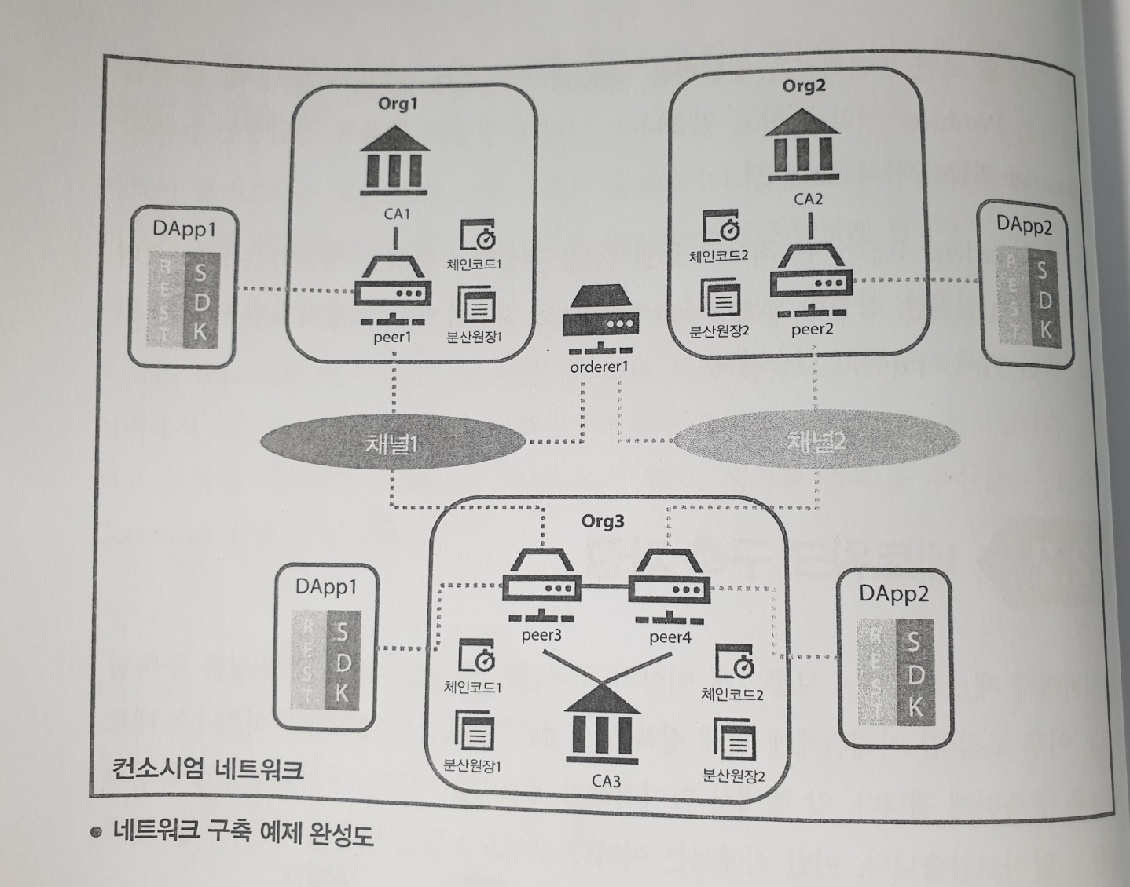 Org1
Org2
CA1
CA2
DApp1
REST
SDK
체인코드1
체인코드2
DApp2
REST
SDK
peer1
분산원장1
분산원장2
peer2
orderer1
채널1
채널2
Org3
DApp1
REST
SDK
peer3
peer4
DApp2
REST
SDK
체인코드1
체인코드2
분산원장1
CA3
분산원장2
컨소시엄 네트워크
● 네트워크 구축 예제 완성도